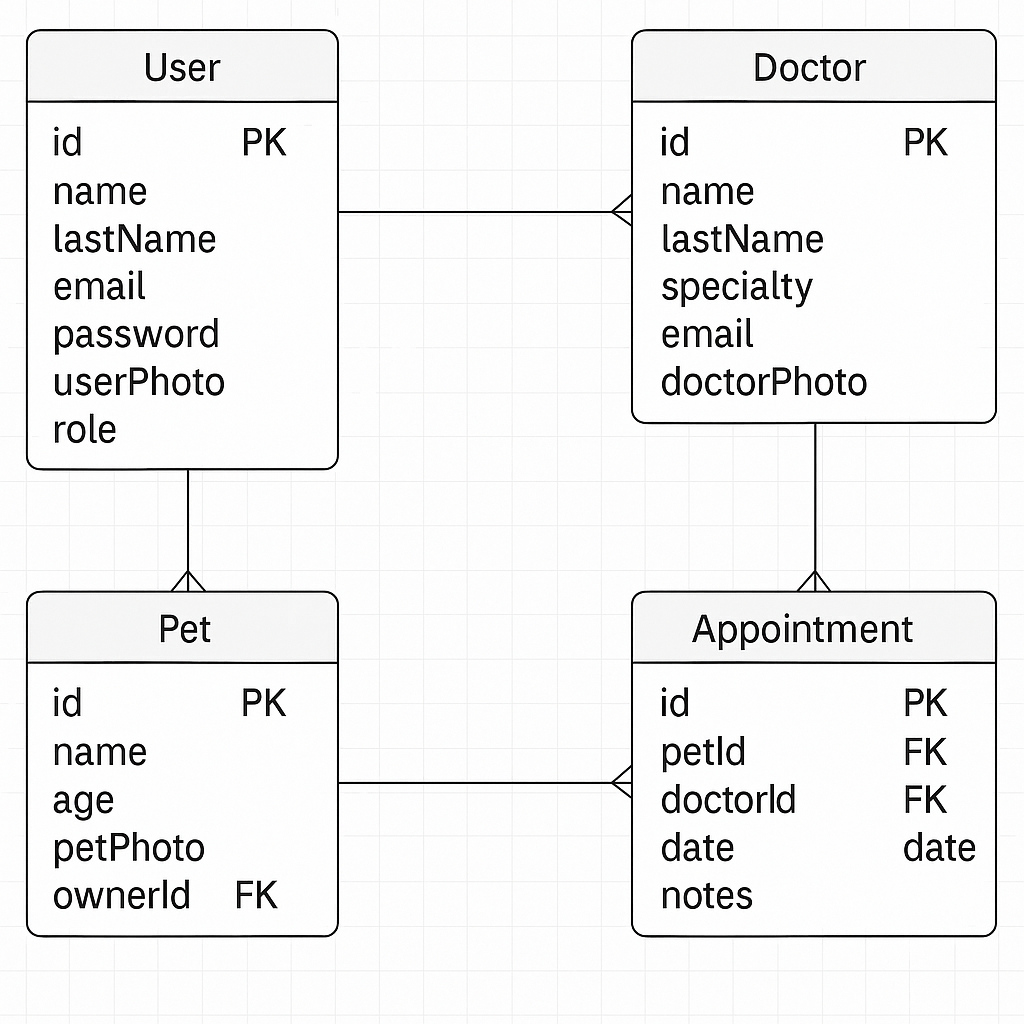 User
id PK
name
lastName
email
password
userPhoto
role
Doctor
id PK
name
lastName
specialty
email
doctorPhoto
Pet
id PK
name
age
petPhoto
ownerId FK
Appointment
id PK
petId FK
doctorId FK
date date
notes